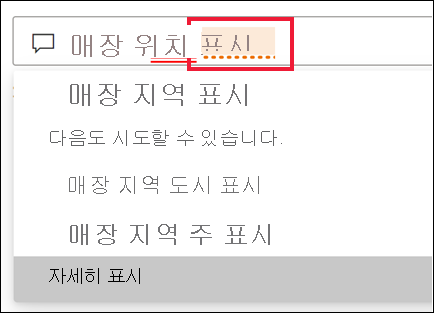 매장 위치 표시
매장 지역 표시
다음도 시도할 수 있습니다.
매장 지역 도시 표시
매장 지역 주 표시
자세히 표시